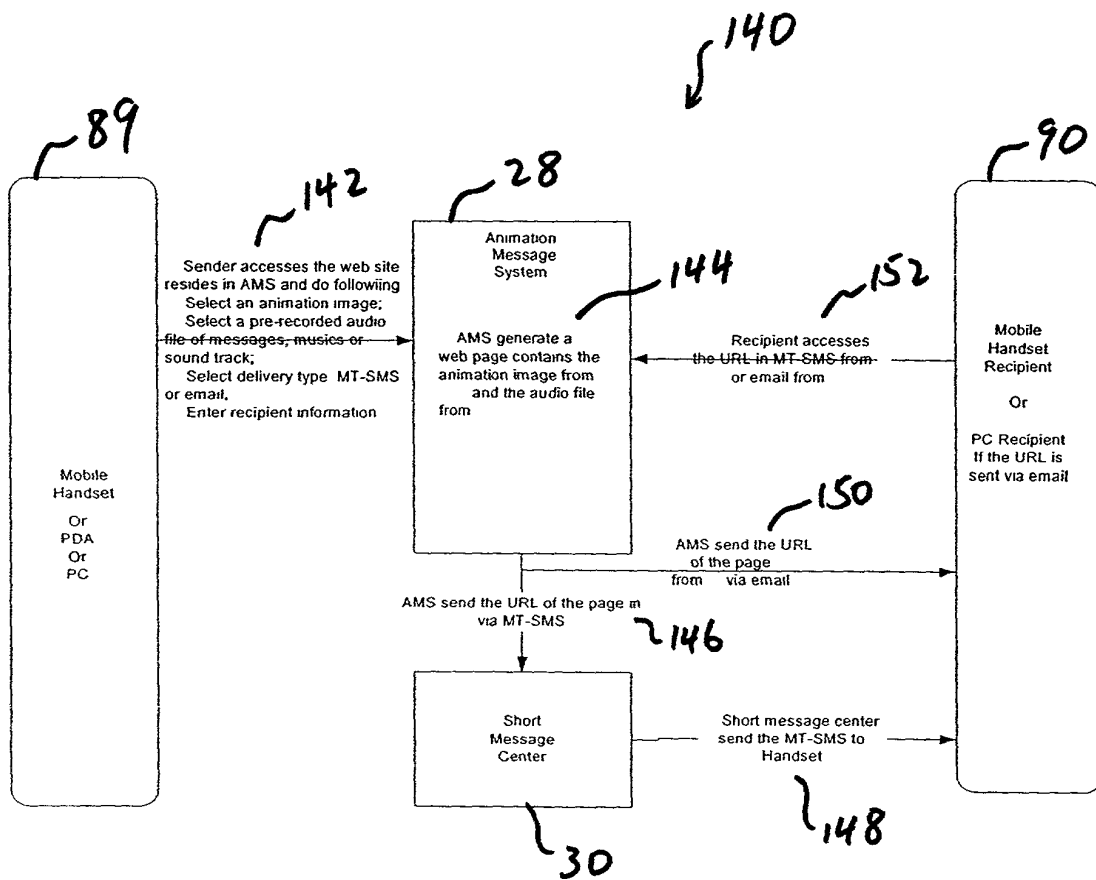 140
89
142
28
90
Sender accesses the web site
resides in AMS and do followiing
Select an animation image;
Select a pre-recorded audio
file of messages, musics or
sound track;
Select delivery type MT-SMS
or email.
Enter recipient information
Animation
Message
System
144
AMS generate a
web page contains the
animation image from
and the audio file
from
152
Recipient accesses
the URL in MT-SMS from
or email from
Mobile
Handset
Recipient
Or
PC Recipient
If the URL is
sent via email
Mobile
Handset
Or
PDA
Or
PC
150
AMS send the URL
of the page
from via email
AMS send the URL of the page in
via MT-SMS
146
Short
Message
Center
30
Short message center
send the MT-SMS to
Handset
148